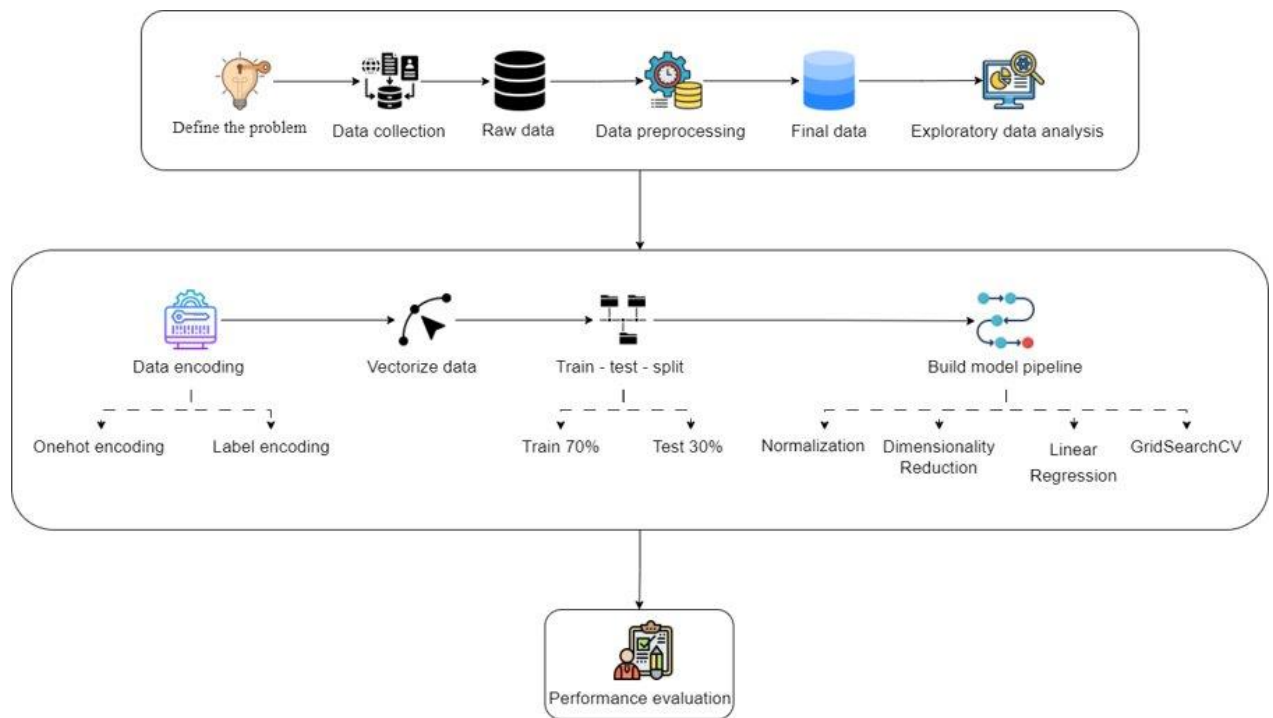 Define the problem
Data collection
Raw data
Data preprocessing
Final data
Exploratory data analysis
Data encoding
Vectorize data
Train - test - split
Build model pipeline
Onehot encoding
Label encoding
Train 70%
Test 30%
Normalization
Dimensionality
Reduction
Linear
Regression
GridSearchCV
Performance evaluation